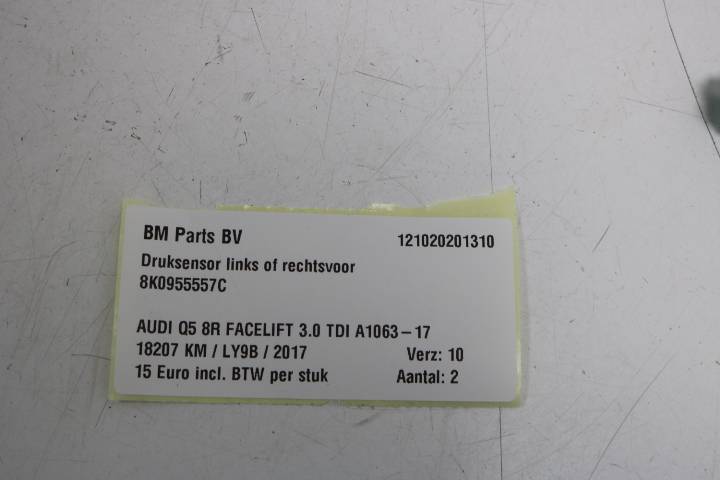 BM Parts BV 121020201310
Druksensor links of rechtsvoor
8K0955557C
AUDI Q5 8R FACELIFT 3.0 TDI A1063-17
18207 KM / LY9B / 2017 Verz: 10
15 Euro incl. BTW per stuk Aantal: 2